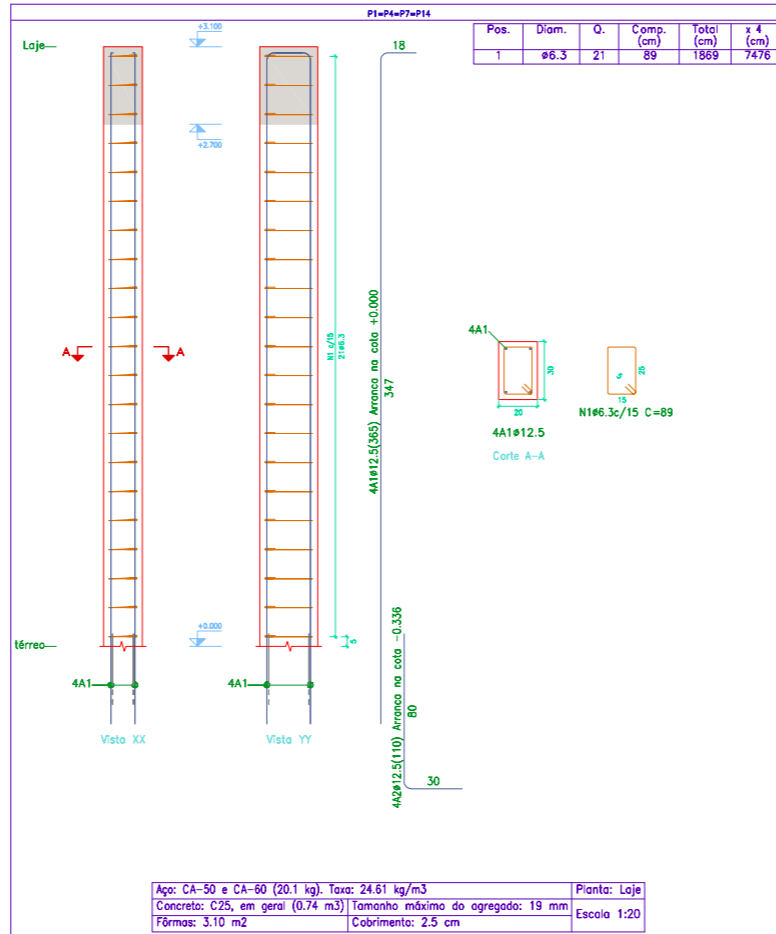 P1=P4=P7=P14
Pos. Diam. Q. Comp. (cm) Total (cm) x 4 (cm)
1 ø6.3 21 89 1869 7476
Laje
+3.100
+2.700
18
A A
N1 c/15
21ø6.3
4A1ø12.5(365) Arranca na cota +0.000
347
4A1
30
20
4A1ø12.5
Corte A-A
25
15
N1ø6.3c/15 C=89
térreo
+0.000
5
4A1
4A1
Vista XX
Vista YY
4A2ø12.5(110) Arranca na cota -0.336
80
30
Aço: CA-50 e CA-60 (20.1 kg). Taxa: 24.61 kg/m3
Planta: Laje
Concreto: C25, em geral (0.74 m3)
Tamanho máximo do agregado: 19 mm
Escala 1:20
Fôrmas: 3.10 m2
Cobrimento: 2.5 cm